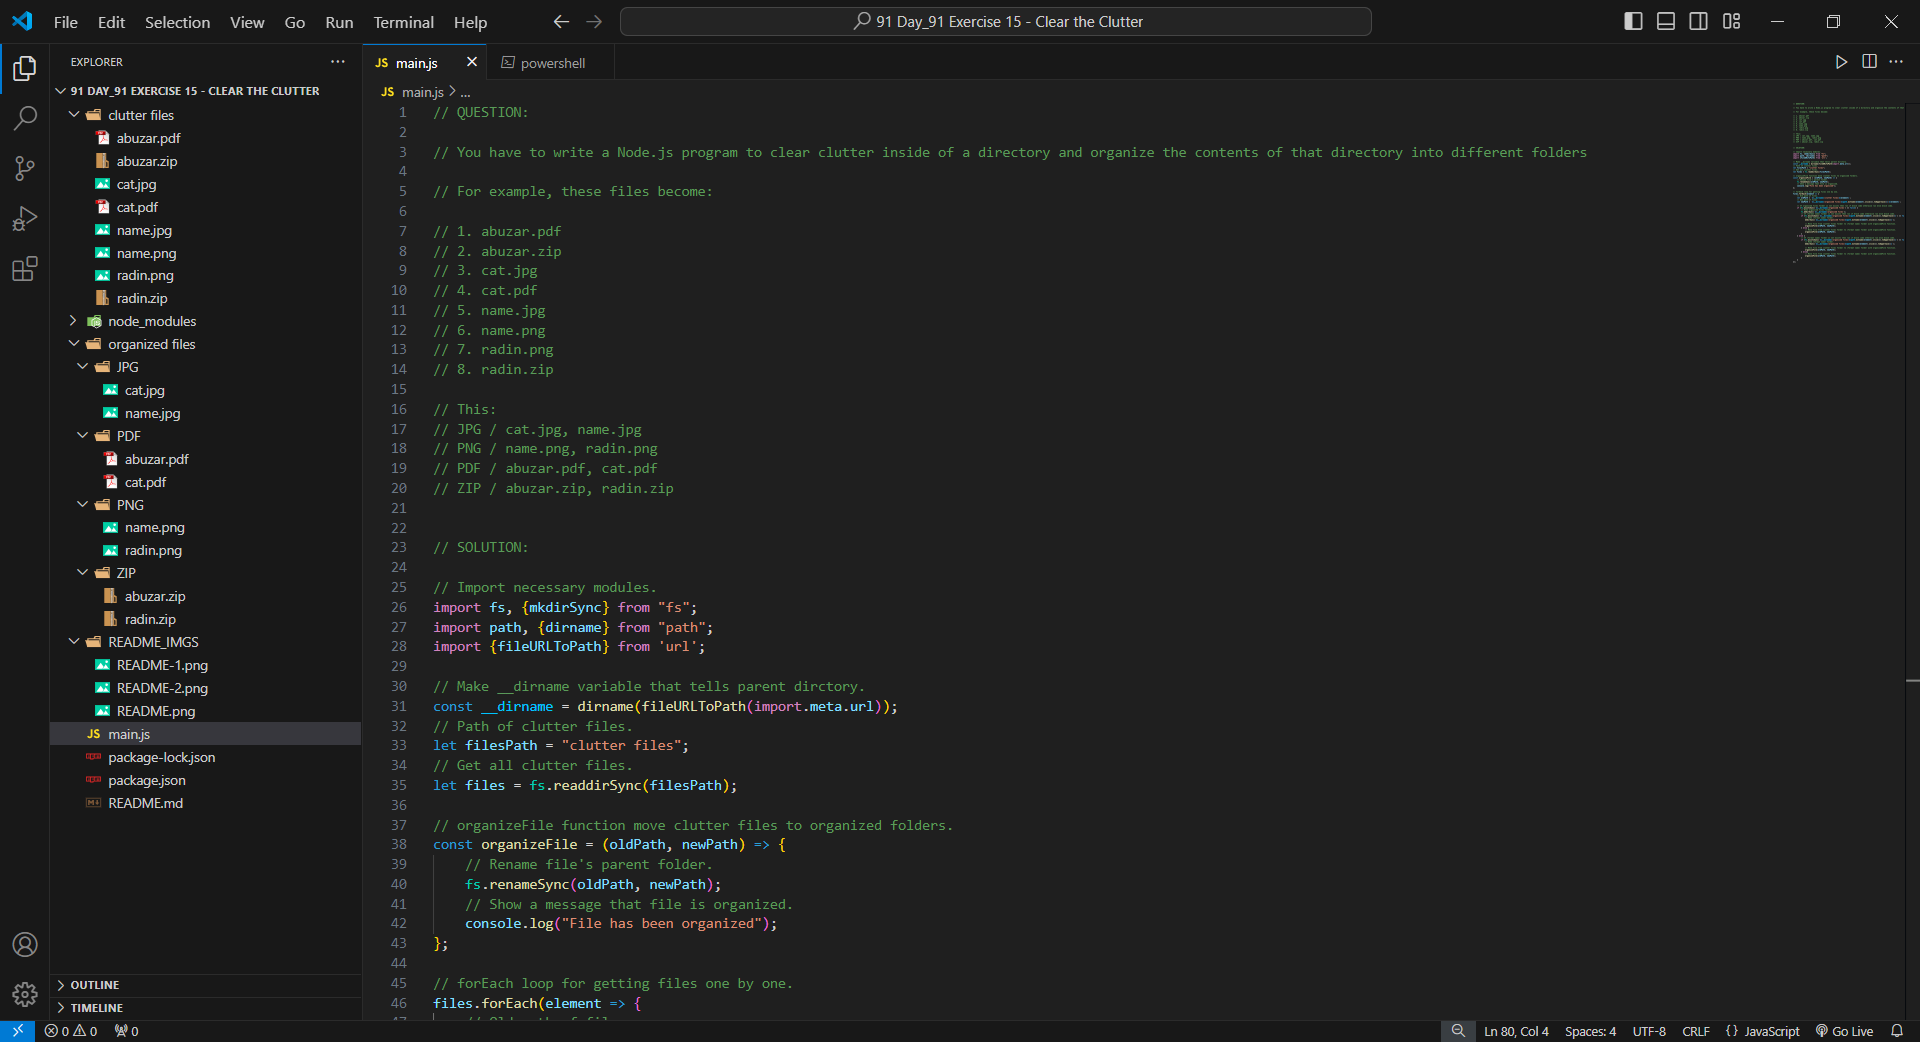 File Edit Selection View Go Run Terminal Help
91 Day_91 Exercise 15 - Clear the Clutter
EXPLORER
91 DAY_91 EXERCISE 15 - CLEAR THE CLUTTER
clutter files
abuzar.pdf
abuzar.zip
cat.jpg
cat.pdf
name.jpg
name.png
radin.png
radin.zip
node_modules
organized files
JPG
cat.jpg
name.jpg
PDF
abuzar.pdf
cat.pdf
PNG
name.png
radin.png
ZIP
abuzar.zip
radin.zip
README_IMGS
README-1.png
README-2.png
README.png
JS main.js
package-lock.json
package.json
README.md
OUTLINE
TIMELINE
JS main.js
powershell
JS main.js > ...
1 // QUESTION:
2
3 // You have to write a Node.js program to clear clutter inside of a directory and organize the contents of that directory into different folders
4
5 // For example, these files become:
6
7 // 1. abuzar.pdf
8 // 2. abuzar.zip
9 // 3. cat.jpg
10 // 4. cat.pdf
11 // 5. name.jpg
12 // 6. name.png
13 // 7. radin.png
14 // 8. radin.zip
15
16 // This:
17 // JPG / cat.jpg, name.jpg
18 // PNG / name.png, radin.png
19 // PDF / abuzar.pdf, cat.pdf
20 // ZIP / abuzar.zip, radin.zip
21
22
23 // SOLUTION:
24
25 // Import necessary modules.
26 import fs, {mkdirSync} from "fs";
27 import path, {dirname} from "path";
28 import {fileURLToPath} from 'url';
29
30 // Make __dirname variable that tells parent dirctory.
31 const __dirname = dirname(fileURLToPath(import.meta.url));
32 // Path of clutter files.
33 let filesPath = "clutter files";
34 // Get all clutter files.
35 let files = fs.readdirSync(filesPath);
36
37 // organizeFile function move clutter files to organized folders.
38 const organizeFile = (oldPath, newPath) => {
39 // Rename file's parent folder.
40 fs.renameSync(oldPath, newPath);
41 // Show a message that file is organized.
42 console.log("File has been organized");
43 };
44
45 // forEach loop for getting files one by one.
46 files.forEach(element => {
0 0 0
Ln 80, Col 4 Spaces: 4 UTF-8 CRLF {} JavaScript Go Live